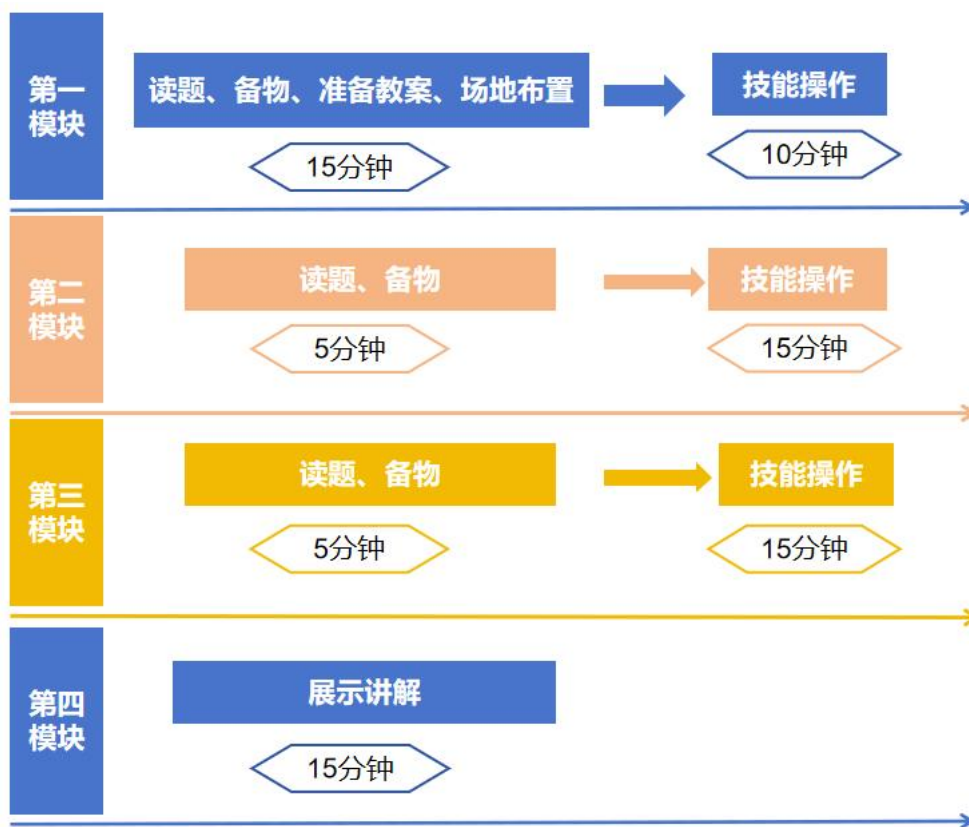 第一
模块
读题、备物、准备教案、场地布置
技能操作
15分钟
10分钟
第二
模块
读题、备物
技能操作
5分钟
15分钟
第三
模块
读题、备物
技能操作
5分钟
15分钟
第四
模块
展示讲解
15分钟